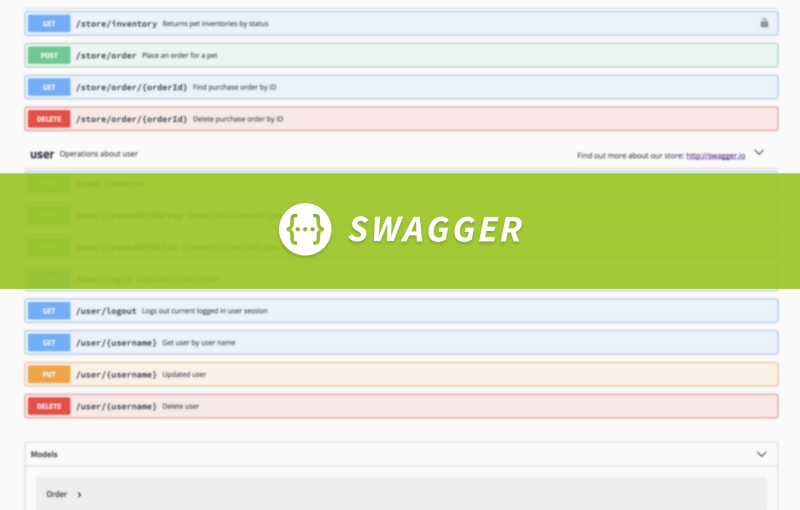 GET /store/inventory Returns pet inventories by status
POST /store/order Place an order for a pet
GET /store/order/{orderId} Find purchase order by ID
DELETE /store/order/{orderId} Delete purchase order by ID
user Operations about user Find out more about our store: http://swagger.io
{···} SWAGGER
GET /user/logout Logs out current logged in user session
GET /user/{username} Get user by user name
PUT /user/{username} Updated user
DELETE /user/{username} Delete user
Models
Order